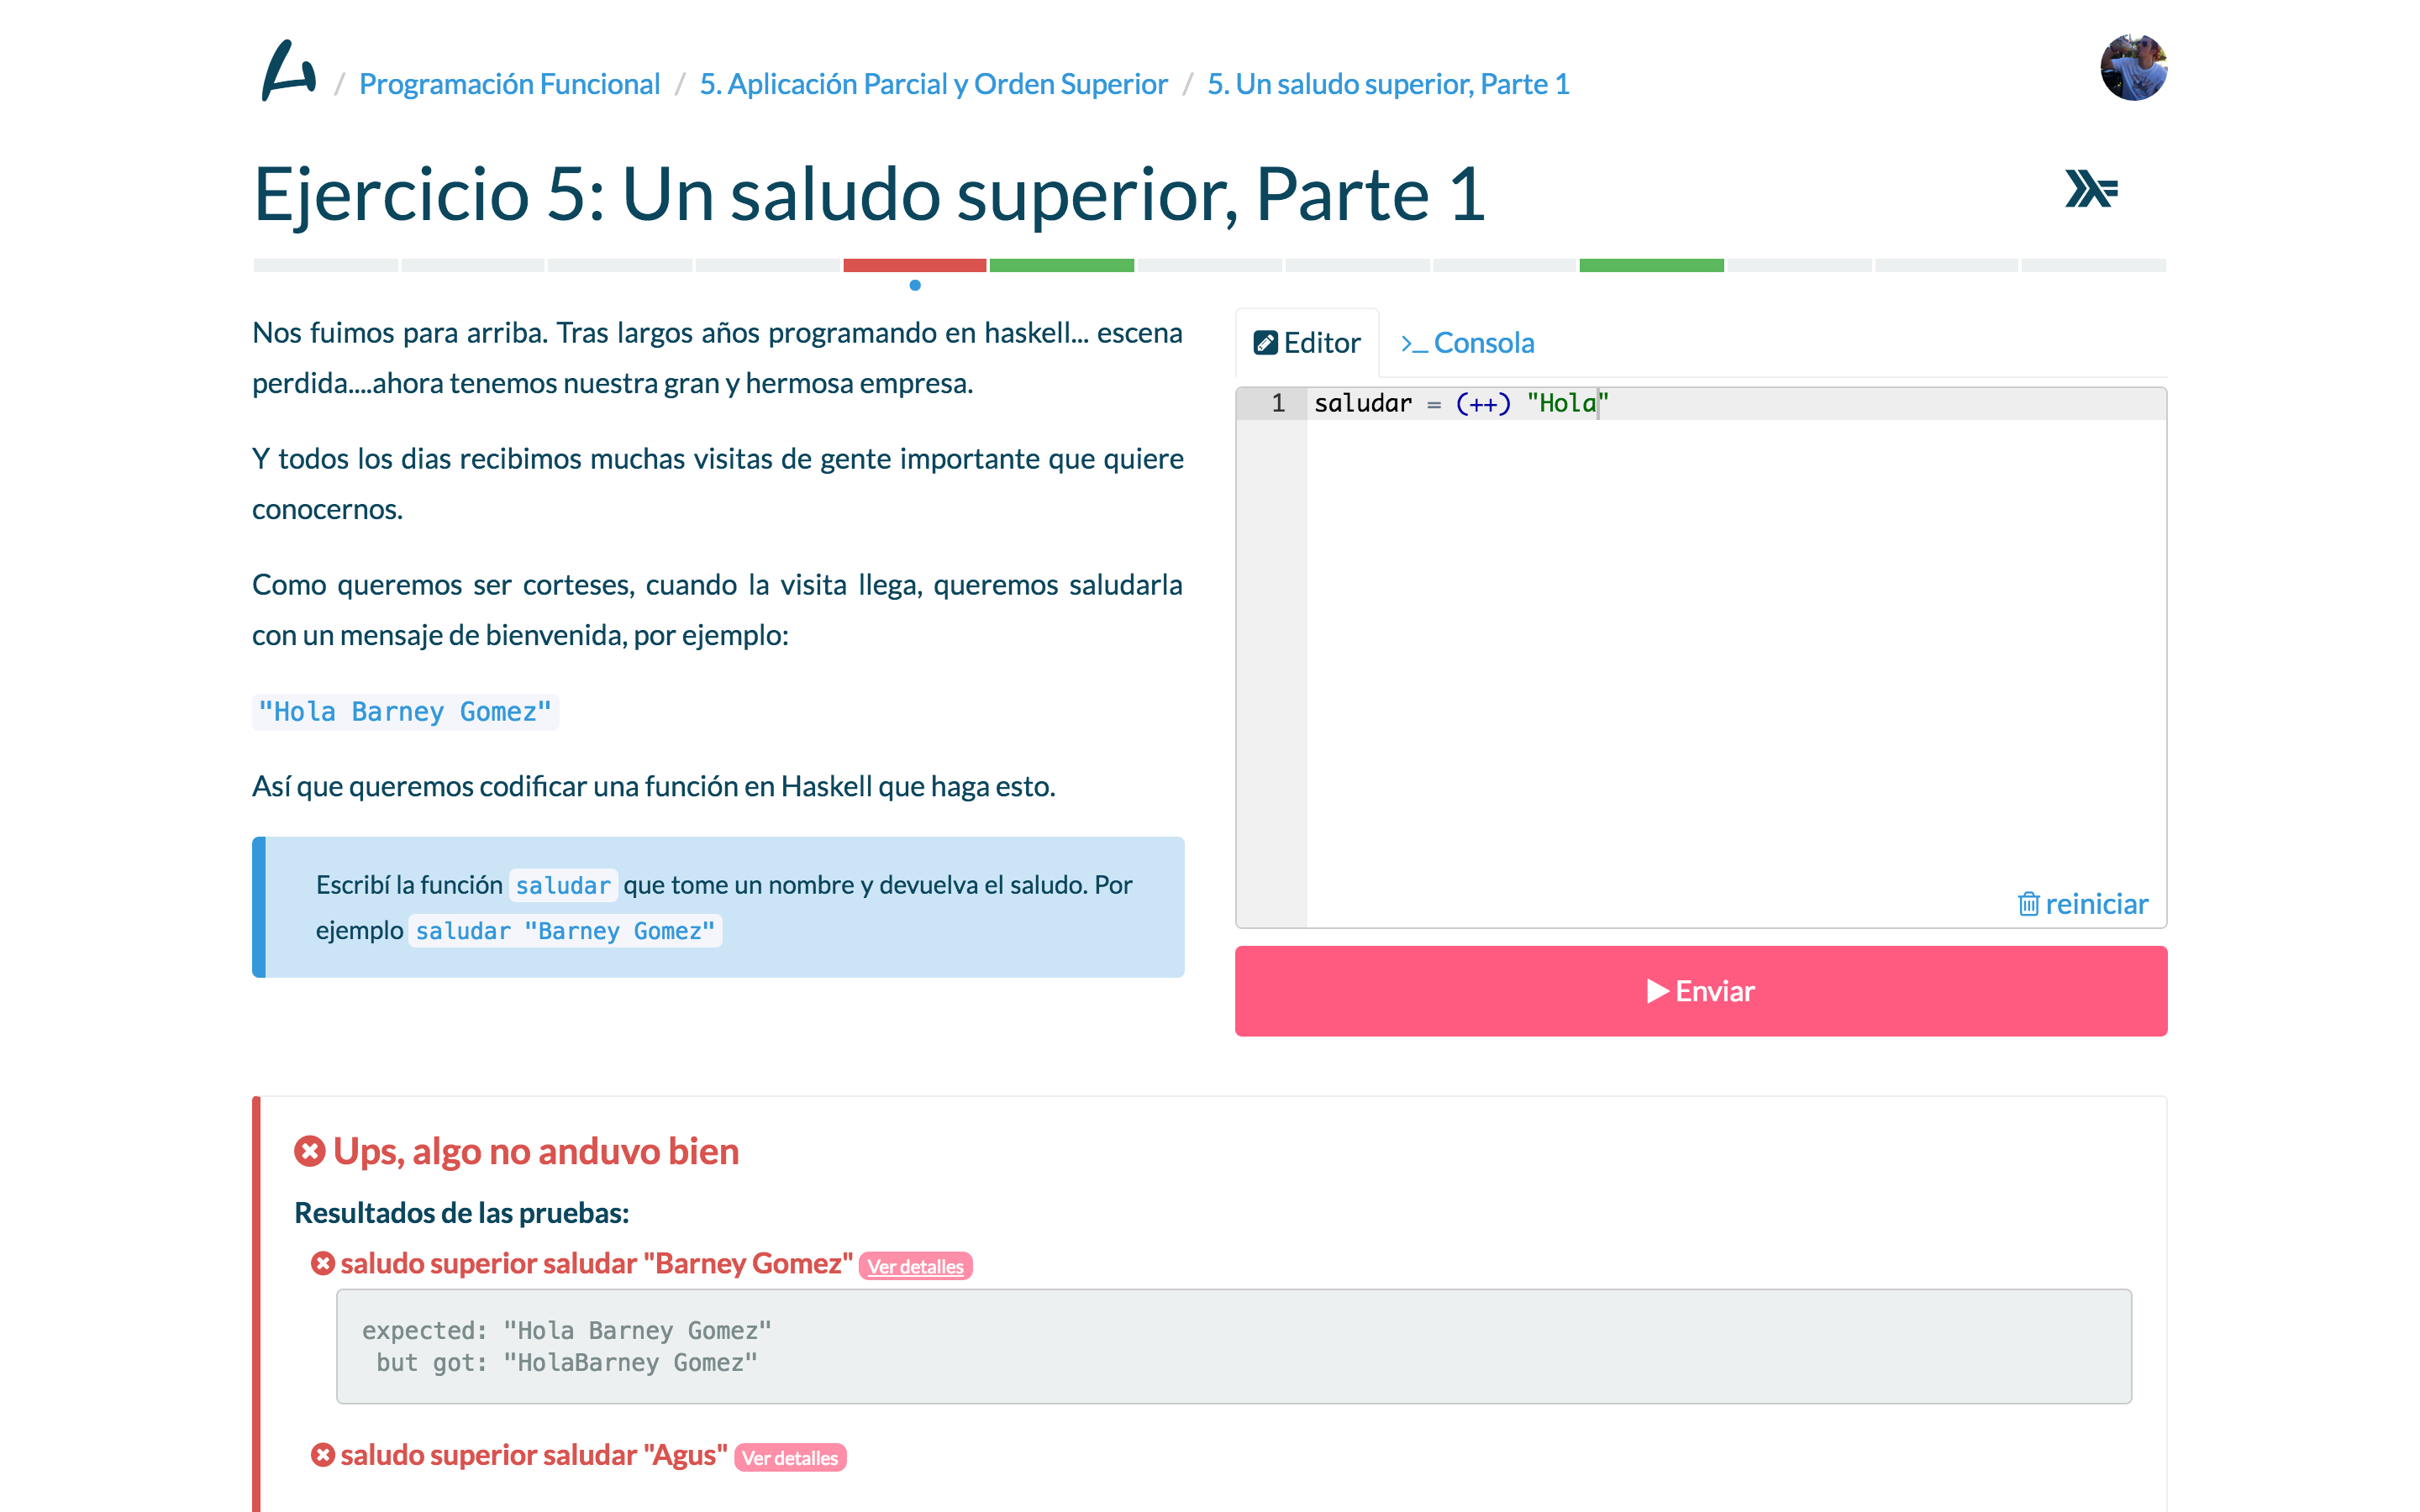 / Programación Funcional / 5. Aplicación Parcial y Orden Superior / 5. Un saludo superior, Parte 1
Ejercicio 5: Un saludo superior, Parte 1
Nos fuimos para arriba. Tras largos años programando en haskell... escena
perdida....ahora tenemos nuestra gran y hermosa empresa.
Y todos los dias recibimos muchas visitas de gente importante que quiere
conocernos.
Como queremos ser corteses, cuando la visita llega, queremos saludarla
con un mensaje de bienvenida, por ejemplo:
"Hola Barney Gomez"
Así que queremos codificar una función en Haskell que haga esto.
Escribí la función saludar que tome un nombre y devuelva el saludo. Por
ejemplo saludar "Barney Gomez"
Editor >_ Consola
1 saludar = (++) "Hola"
reiniciar
Enviar
Ups, algo no anduvo bien
Resultados de las pruebas:
saludo superior saludar "Barney Gomez" Ver detalles
expected: "Hola Barney Gomez"
but got: "HolaBarney Gomez"
saludo superior saludar "Agus" Ver detalles